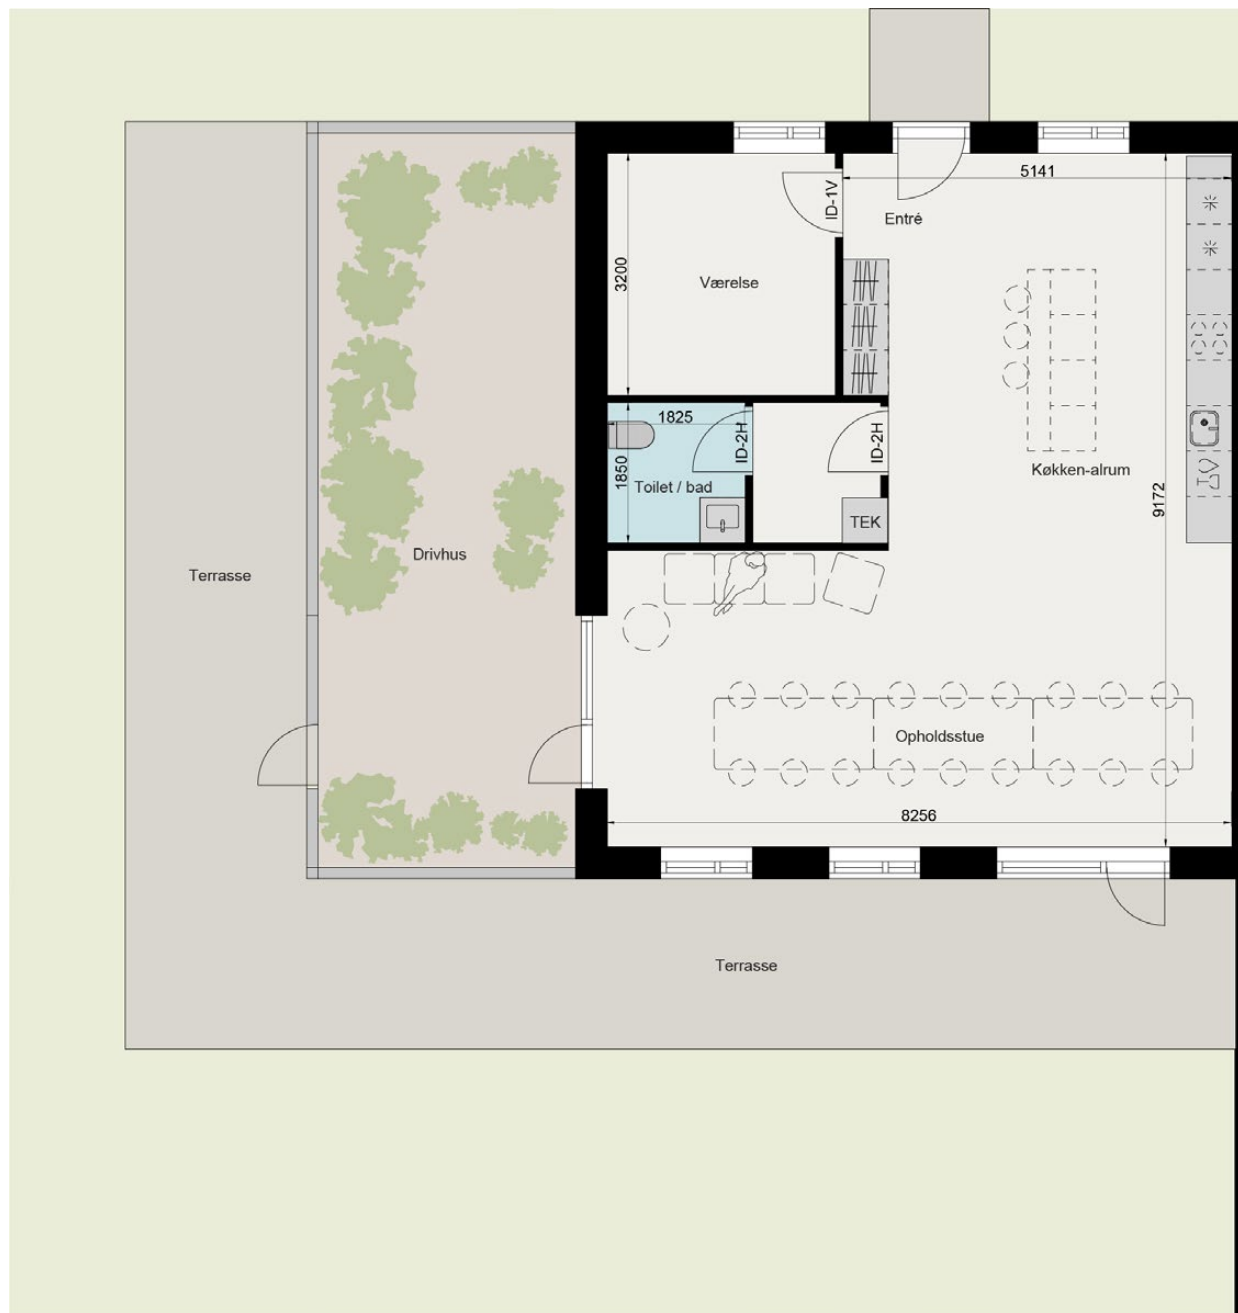 5141
ID-1V
Entré
3200
Værelse
1825
ID-2H
ID-2H
1850
Toilet / bad
TEK
Køkken-alrum
9172
Drivhus
Terrasse
Opholdsstue
8256
Terrasse